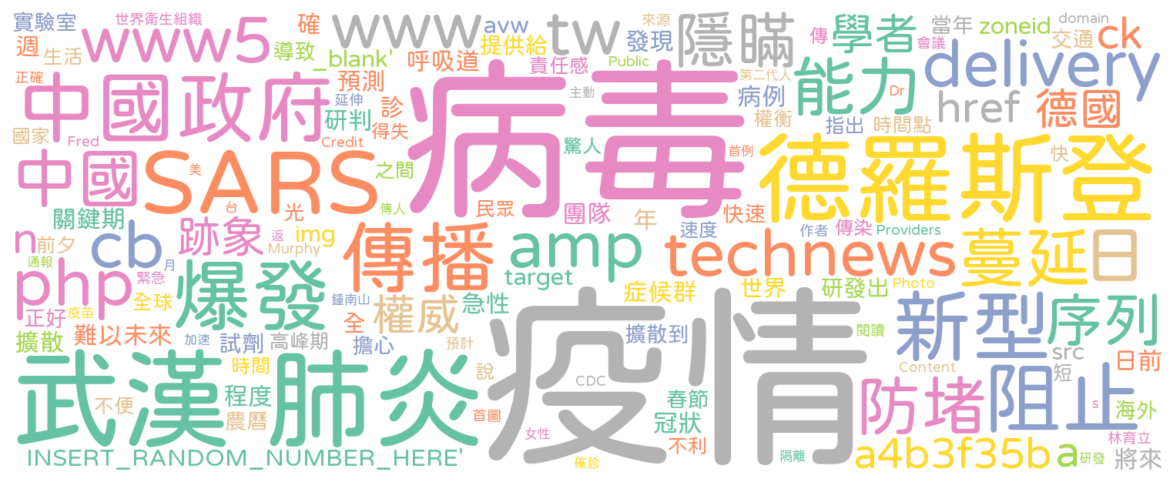 實驗室
世界衛生組織
www5
www
tw
隱瞞
學者
當年
zoneid
domain
ck
週
生活
導致
_blank'
確
avw
提供給
發現
來源
傳
會議
交通
正確
中國政府
預測
呼吸道
責任感
Public
第二代人
能力
delivery
國家
Fred
延伸
研判
診
得失
Credit
病毒
主動
病例
權衡
Dr
指出
href
時間點
德國
中國
SARS
美
台
之間
傳人
驚人
首例
德羅斯登
快
關鍵期
光
民眾
團隊
年
快速
速度
作者
傳染
Providers
n
前夕
通報
cb
月
跡象
返
Murphy
img
傳播
amp
target
technews
蔓延
日
php
緊急
疫苗
正好
全球
爆發
鍾南山
權威
急性
症候群
世界
研發出
Photo
新型
序列
擴散
難以未來
加速
試劑
高峰期
全
擔心
預計
疫情
擴散到
閱讀
src
短
日前
武漢肺炎
時間
說
CDC
Content
阻止
不便
程度
農曆
首圖
女性
春節
冠狀
不利
防堵
s
海外
林育立
INSERT_RANDOM_NUMBER_HERE'
確診
隔離
a4b3f35b
a
研發
將來